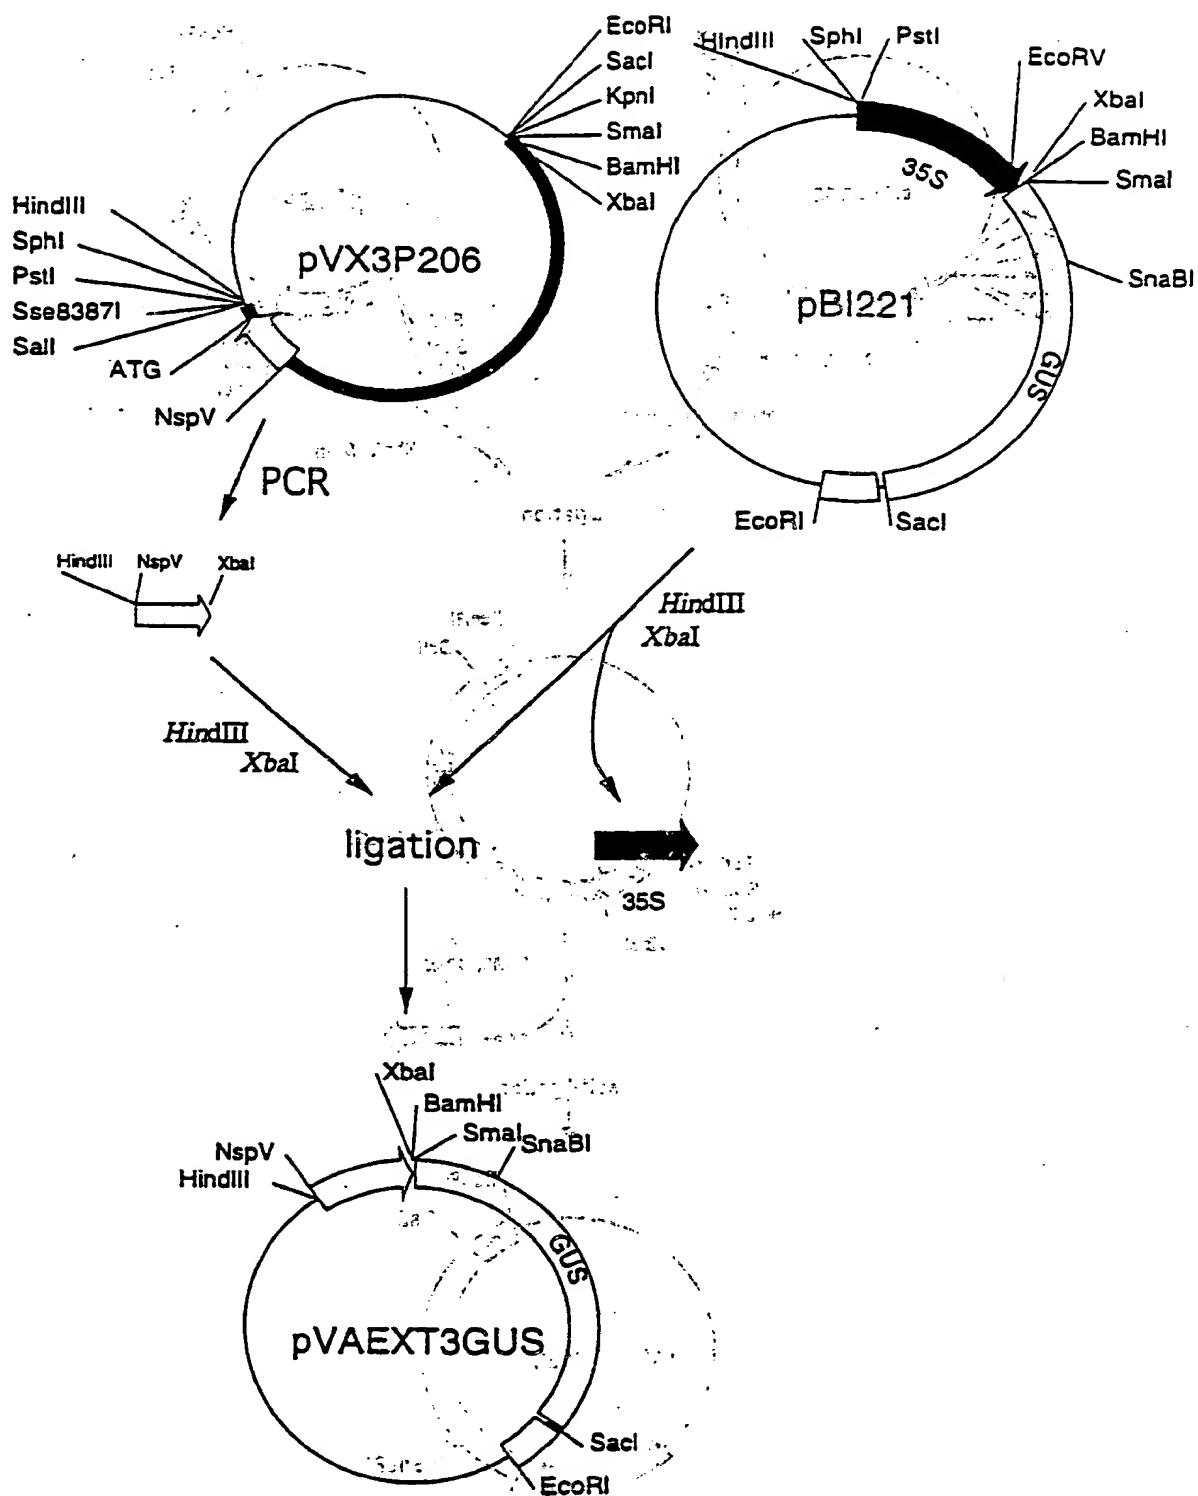 EcoRI
SacI
KpnI
SmaI
BamHI
XbaI
HindIII
SphI
PstI
Sse8387I
SalI
ATG
NspV
pVX3P206
HindIII
SphI
PstI
EcoRV
XbaI
BamHI
SmaI
SnaBI
35S
pBI221
GUS
EcoRI
SacI
PCR
HindIII
NspV
XbaI
HindIII
XbaI
HindIII
XbaI
ligation
35S
XbaI
BamHI
SmaI
SnaBI
NspV
HindIII
GUS
pVAEXT3GUS
SacI
EcoRI